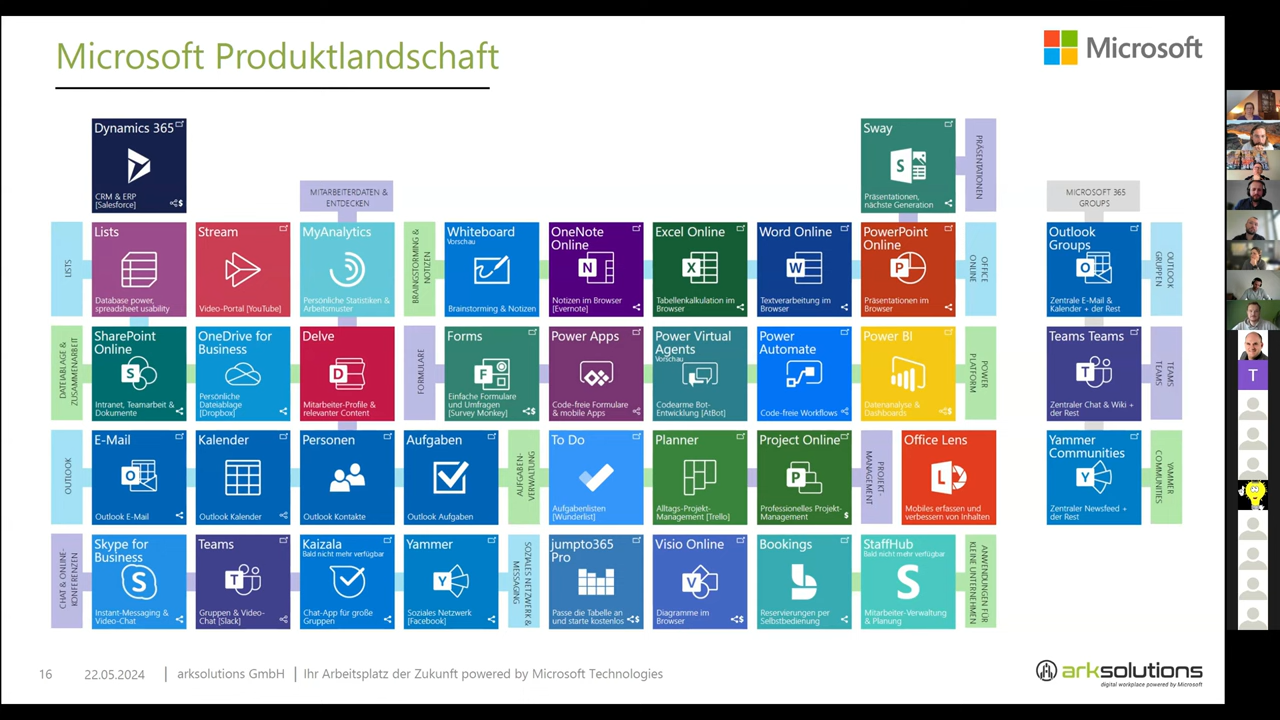 Microsoft Produktlandschaft
Microsoft
Dynamics 365
CRM & ERP
[Salesforce]
$
Sway
Präsentationen,
nächste Generation
PRÄSENTATIONEN
MITARBEITERDATEN &
ENTDECKEN
MICROSOFT 365
GROUPS
LISTS
Lists
Database power,
spreadsheet usability
Stream
Video-Portal [YouTube]
MyAnalytics
Persönliche Statistiken &
Arbeitsmuster
BRAINGSTORMING &
NOTIZEN
Whiteboard
Vorschau
Brainstorming & Notizen
OneNote
Online
N
Notizen im Browser
[Evernote]
Excel Online
X
Tabellenkalkulation im
Browser
Word Online
W
Textverarbeitung im
Browser
PowerPoint
Online
P
Präsentationen im
Browser
OFFICE
ONLINE
Outlook
Groups
O
Zentrale E-Mail &
Kalender + der Rest
OUTLOOK
GRUPPEN
DATEIABLAGE &
ZUSAMMENARBEIT
SharePoint
Online
S
Intranet, Teamarbeit &
Dokumente
OneDrive for
Business
Persönliche
Dateiablage
[Dropbox]
Delve
D
Mitarbeiter-Profile &
relevanter Content
FORMULARE
Forms
F
Einfache Formulare
und Umfragen
[Survey Monkey]
$
Power Apps
Code-free Formulare
& mobile Apps
Power Virtual
Agents
Vorschau
Codearme Bot-
Entwicklung [AtBot]
Power
Automate
Code-free Workflows
Power BI
Datenanalyse &
Dashboards
$
POWER
PLATFORM
Teams Teams
T
Zentraler Chat & Wiki +
der Rest
TEAMS
TEAMS
T
OUTLOOK
E-Mail
O
Outlook E-Mail
Kalender
Outlook Kalender
Personen
Outlook Kontakte
Aufgaben
Outlook Aufgaben
AUFGABEN-
VERWALTUNG
To Do
Aufgabenlisten
[Wunderlist]
Planner
Alltags-Projekt-
Management [Trello]
Project Online
P
Professionelles Projekt-
Management
$
PROJEKT-
MANAGEMENT
Office Lens
L
Mobiles erfassen und
verbessern von Inhalten
Yammer
Communities
Y
Zentraler Newsfeed +
der Rest
YAMMER
COMMUNITIES
CHAT & ONLINE-
KONFERENZEN
Skype for
Business
S
Instant-Messaging &
Video-Chat
Teams
T
Gruppen & Video-
Chat [Slack]
Kaizala
Bald nicht mehr verfügbar
Chat-App für große
Gruppen
Yammer
Y
Soziales Netzwerk
[Facebook]
SOZIALES NETZWERK &
MESSAGING
jumpto365
Pro
Passe die Tabelle an
und starte kostenlos
$
Visio Online
V
Diagramme im
Browser
$
Bookings
Reservierungen per
Selbstbedienung
StaffHub
Bald nicht mehr verfügbar
S
Mitarbeiter-Verwaltung
& Planung
ANWENDUNGEN FÜR
KLEINE UNTERNEHMEN
16 22.05.2024 | arksolutions GmbH | Ihr Arbeitsplatz der Zukunft powered by Microsoft Technologies
arksolutions
digital workplace powered by Microsoft